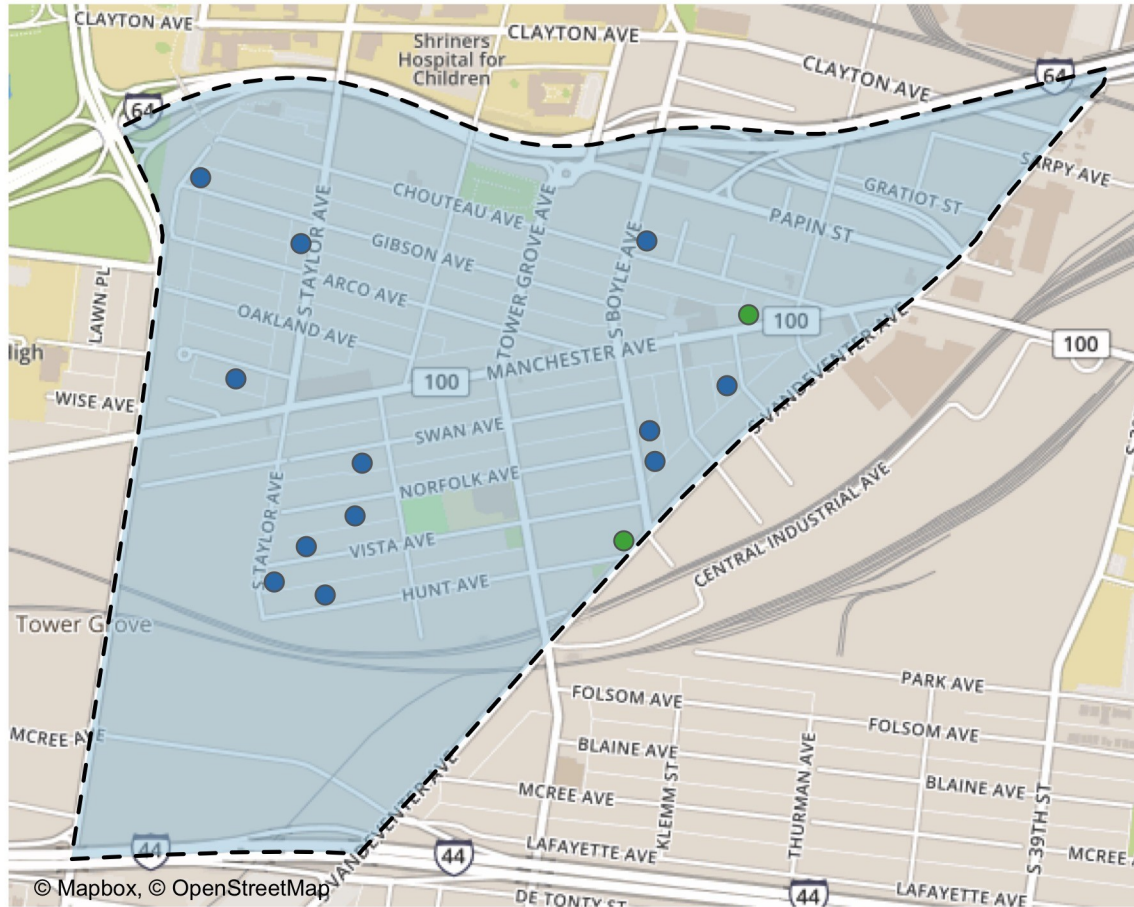 CLAYTON AVE
CLAYTON AVE
Shriners
Hospital for
Children
CLAYTON AVE
64
64
SARPY AVE
GRATIOT ST
CHOUTEAU AVE
PAPIN ST
GIBSON AVE
S TAYLOR AVE
TOWER GROVE AVE
S BOYLE AVE
ARCO AVE
LAWN PL
OAKLAND AVE
100
100
MANCHESTER AVE
High
100
S VANDEVENTER AVE
WISE AVE
SWAN AVE
NORFOLK AVE
S TAYLOR AVE
VISTA AVE
CENTRAL INDUSTRIAL AVE
HUNT AVE
Tower Grove
PARK AVE
FOLSOM AVE
FOLSOM AVE
MCREE AVE
BLAINE AVE
BLAINE AVE
KLEMM ST
THURMAN AVE
MCREE AVE
S 39TH ST
S VANDEVENTER AVE
44
44
LAFAYETTE AVE
MCREE
44
LAFAYETTE AVE
DE TONTY ST
© Mapbox, © OpenStreetMap